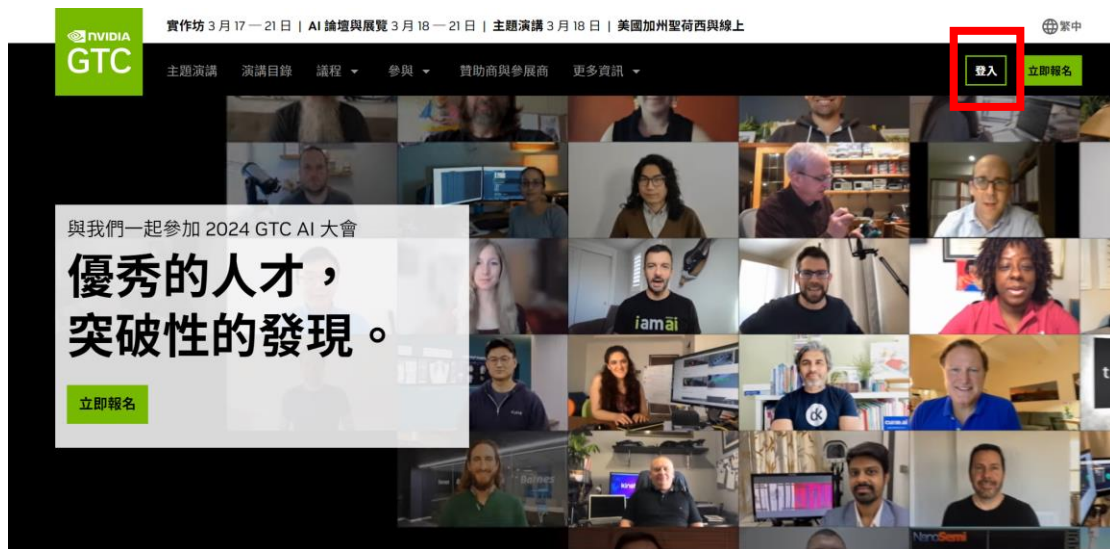 實作坊 3 月 17 — 21 日 | AI 論壇與展覽 3 月 18 — 21 日 | 主題演講 3 月 18 日 | 美國加州聖荷西與線上
繁中
NVIDIA
GTC
主題演講 演講目錄 議程 參與 贊助商與參展商 更多資訊
登入
立即報名
與我們一起參加 2024 GTC AI 大會
優秀的人才，
突破性的發現。
立即報名
i am ai
dk
Barnes
NanoSemi